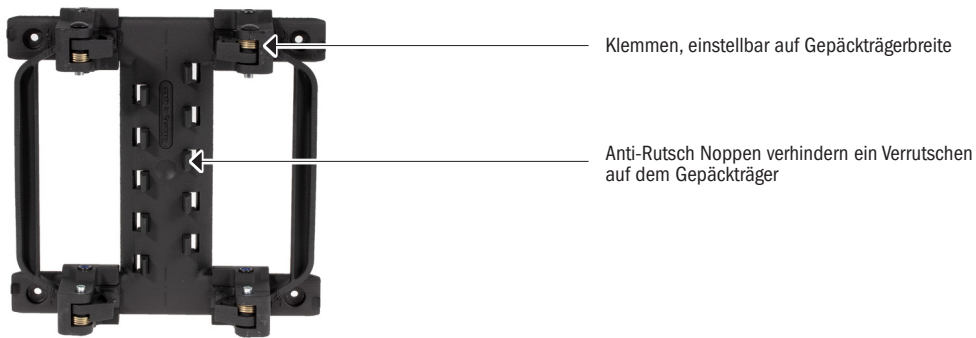 Klemmen, einstellbar auf Gepäckträgerbreite
Anti-Rutsch Noppen verhindern ein Verrutschen
auf dem Gepäckträger